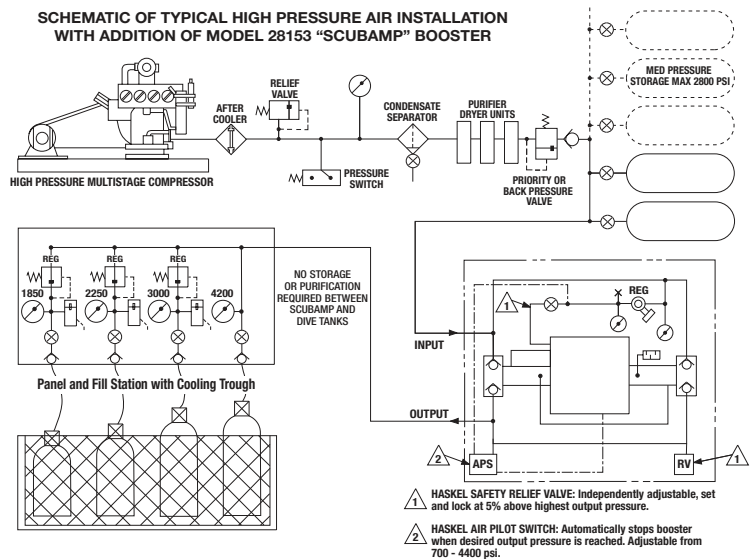 SCHEMATIC OF TYPICAL HIGH PRESSURE AIR INSTALLATION
WITH ADDITION OF MODEL 28153 “SCUBAMP” BOOSTER
RELIEF
VALVE
AFTER
COOLER
CONDENSATE
SEPARATOR
PURIFIER
DRYER UNITS
MED PRESSURE
STORAGE MAX 2800 PSI
PRESSURE
SWITCH
PRIORITY OR
BACK PRESSURE
VALVE
HIGH PRESSURE MULTISTAGE COMPRESSOR
REG
REG
REG
1850
2250
3000
4200
NO STORAGE
OR PURIFICATION
REQUIRED BETWEEN
SCUBAMP AND
DIVE TANKS
Panel and Fill Station with Cooling Trough
INPUT
OUTPUT
1
REG
2
APS
RV
1
1 HASKEL SAFETY RELIEF VALVE: Independently adjustable, set
and lock at 5% above highest output pressure.
2 HASKEL AIR PILOT SWITCH: Automatically stops booster
when desired output pressure is reached. Adjustable from
700 - 4400 psi.